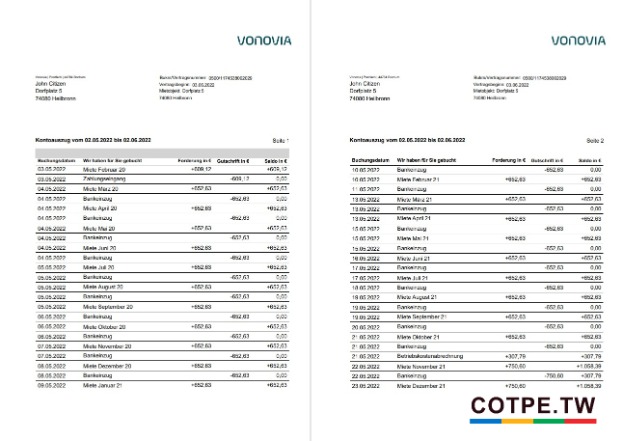 VONOVIA
John Citizen
Dorfplatz 5
74080 Heilbronn
Mietobjekt: Dorfplatz 5
74080 Heilbronn
Kontoauszug vom 02.05.2022 bis 02.06.2022 Seite 1
Buchungsdatum Wir haben für Sie gebucht Forderung in € Gutschrift in € Saldo in €
03.05.2022 Miete Februar 20 +609,12 +609,12
03.05.2022 Zahlungseingang -609,12 0,00
04.05.2022 Miete März 20 +652,63 +652,63
04.05.2022 Bankeinzug -652,63 0,00
04.05.2022 Miete April 20 +652,63 +652,63
04.05.2022 Bankeinzug -652,63 0,00
04.05.2022 Miete Mai 20 +652,63 +652,63
04.05.2022 Bankeinzug -652,63 0,00
04.05.2022 Miete Juni 20 +652,63 +652,63
04.05.2022 Bankeinzug -652,63 0,00
05.05.2022 Miete Juli 20 +652,63 +652,63
05.05.2022 Bankeinzug -652,63 0,00
05.05.2022 Miete August 20 +652,63 +652,63
05.05.2022 Bankeinzug -652,63 0,00
05.05.2022 Miete September 20 +652,63 +652,63
06.05.2022 Bankeinzug -652,63 0,00
06.05.2022 Miete Oktober 20 +652,63 +652,63
06.05.2022 Bankeinzug -652,63 0,00
07.05.2022 Miete November 20 +652,63 +652,63
07.05.2022 Bankeinzug -652,63 0,00
08.05.2022 Miete Dezember 20 +652,63 +652,63
08.05.2022 Bankeinzug -652,63 0,00
09.05.2022 Miete Januar 21 +652,63 +652,63
VONOVIA
John Citizen
Dorfplatz 5
74080 Heilbronn
Mietobjekt: Dorfplatz 5
74080 Heilbronn
Kontoauszug vom 02.05.2022 bis 02.06.2022 Seite 2
Buchungsdatum Wir haben für Sie gebucht Forderung in € Gutschrift in € Saldo in €
10.05.2022 Bankeinzug -652,63 0,00
10.05.2022 Miete Februar 21 +652,63 +652,63
11.05.2022 Bankeinzug -652,63 0,00
13.05.2022 Miete März 21 +652,63 +652,63
13.05.2022 Bankeinzug -652,63 0,00
13.05.2022 Miete April 21 +652,63 +652,63
15.05.2022 Bankeinzug -652,63 0,00
15.05.2022 Miete Mai 21 +652,63 +652,63
15.05.2022 Bankeinzug -652,63 0,00
16.05.2022 Miete Juni 21 +652,63 +652,63
17.05.2022 Bankeinzug -652,63 0,00
17.05.2022 Miete Juli 21 +652,63 +652,63
18.05.2022 Bankeinzug -652,63 0,00
19.05.2022 Miete August 21 +652,63 +652,63
19.05.2022 Bankeinzug -652,63 0,00
19.05.2022 Miete September 21 +652,63 +652,63
20.05.2022 Bankeinzug -652,63 0,00
21.05.2022 Miete Oktober 21 +652,63 +652,63
21.05.2022 Bankeinzug -652,63 0,00
21.05.2022 Betriebskostenabrechnung +307,79 +307,79
22.05.2022 Miete November 21 +750,60 +1.058,39
22.05.2022 Bankeinzug -750,60 +307,79
23.05.2022 Miete Dezember 21 +750,60 +1.058,39
COTPE.TW